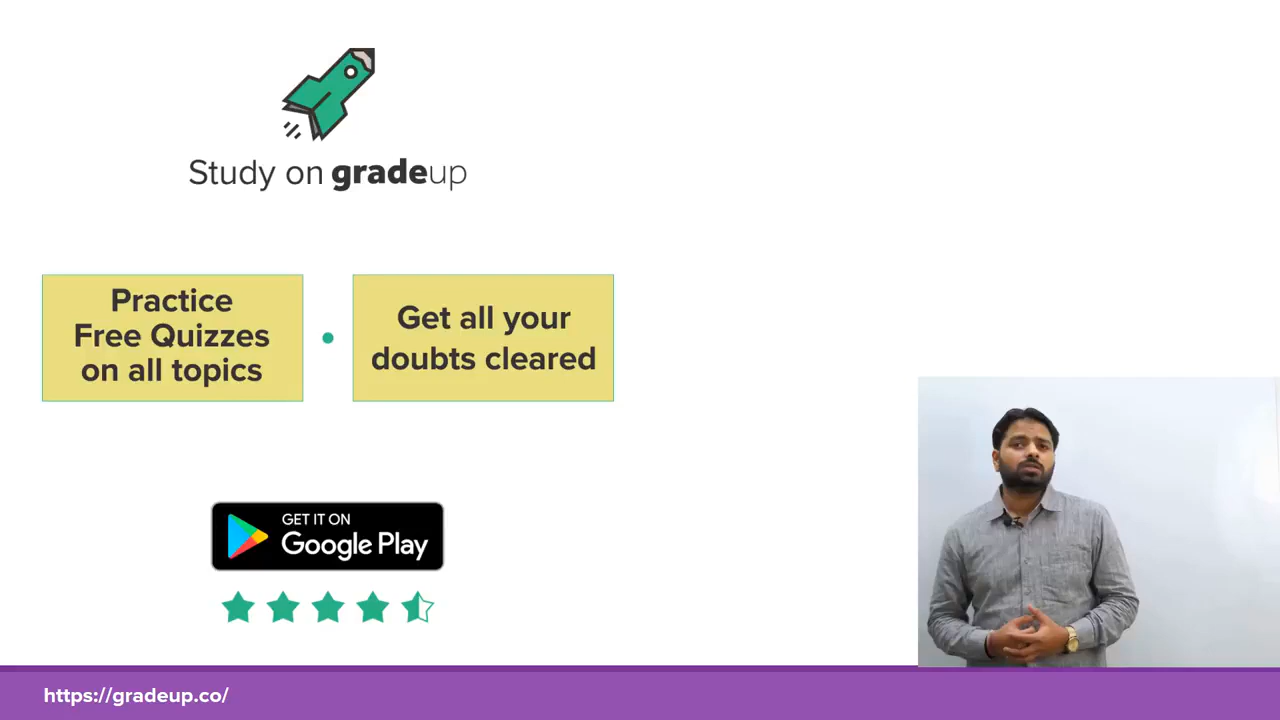 Study on gradeup
Practice
Free Quizzes
on all topics
Get all your
doubts cleared
GET IT ON
Google Play
https://gradeup.co/